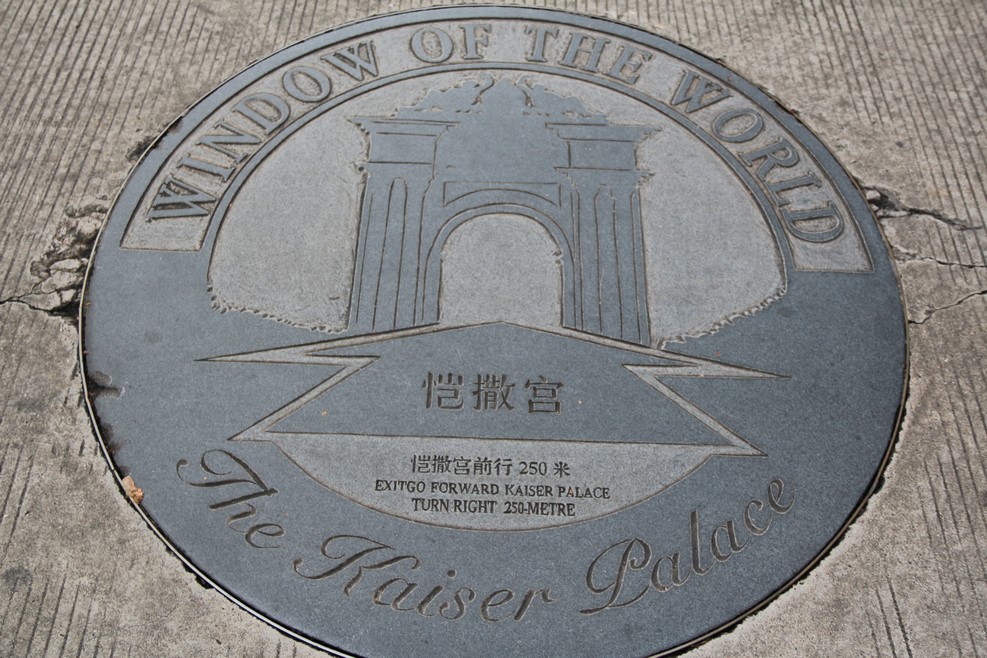 WINDOW OF THE WORLD
恺撒宫
恺撒宫前行 250 米
EXITGO FORWARD KAISER PALACE
TURN RIGHT 250-METRE
The Kaiser Palace